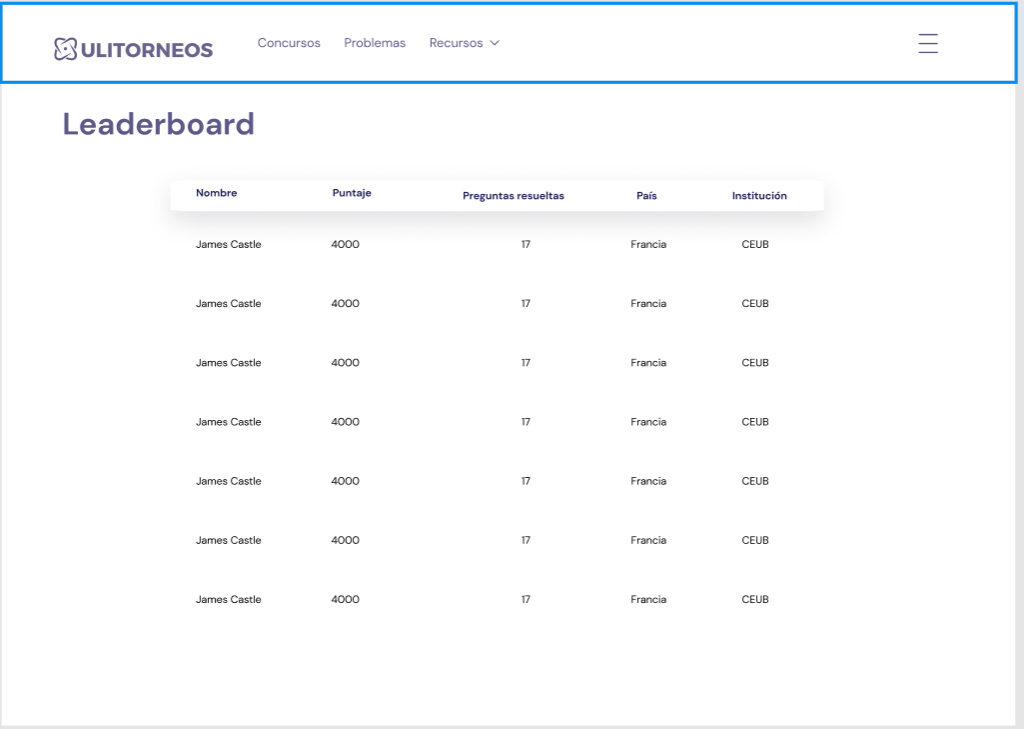 ULITORNEOS Concursos Problemas Recursos
Leaderboard
Nombre Puntaje Preguntas resueltas País Institución
James Castle 4000 17 Francia CEUB
James Castle 4000 17 Francia CEUB
James Castle 4000 17 Francia CEUB
James Castle 4000 17 Francia CEUB
James Castle 4000 17 Francia CEUB
James Castle 4000 17 Francia CEUB
James Castle 4000 17 Francia CEUB